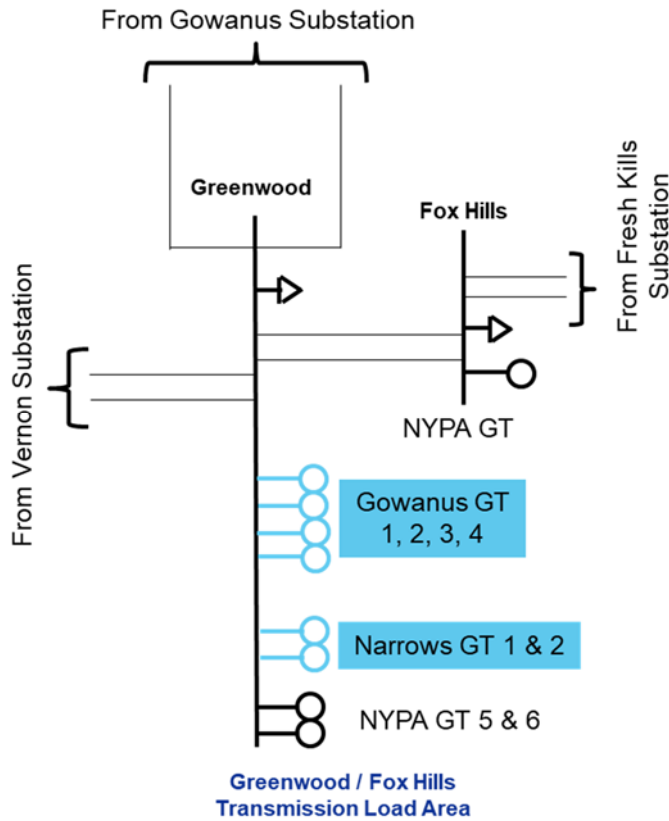 From Gowanus Substation
Greenwood
Fox Hills
From Fresh Kills
Substation
From Vernon Substation
NYPA GT
Gowanus GT
1, 2, 3, 4
Narrows GT 1 & 2
NYPA GT 5 & 6
Greenwood / Fox Hills
Transmission Load Area